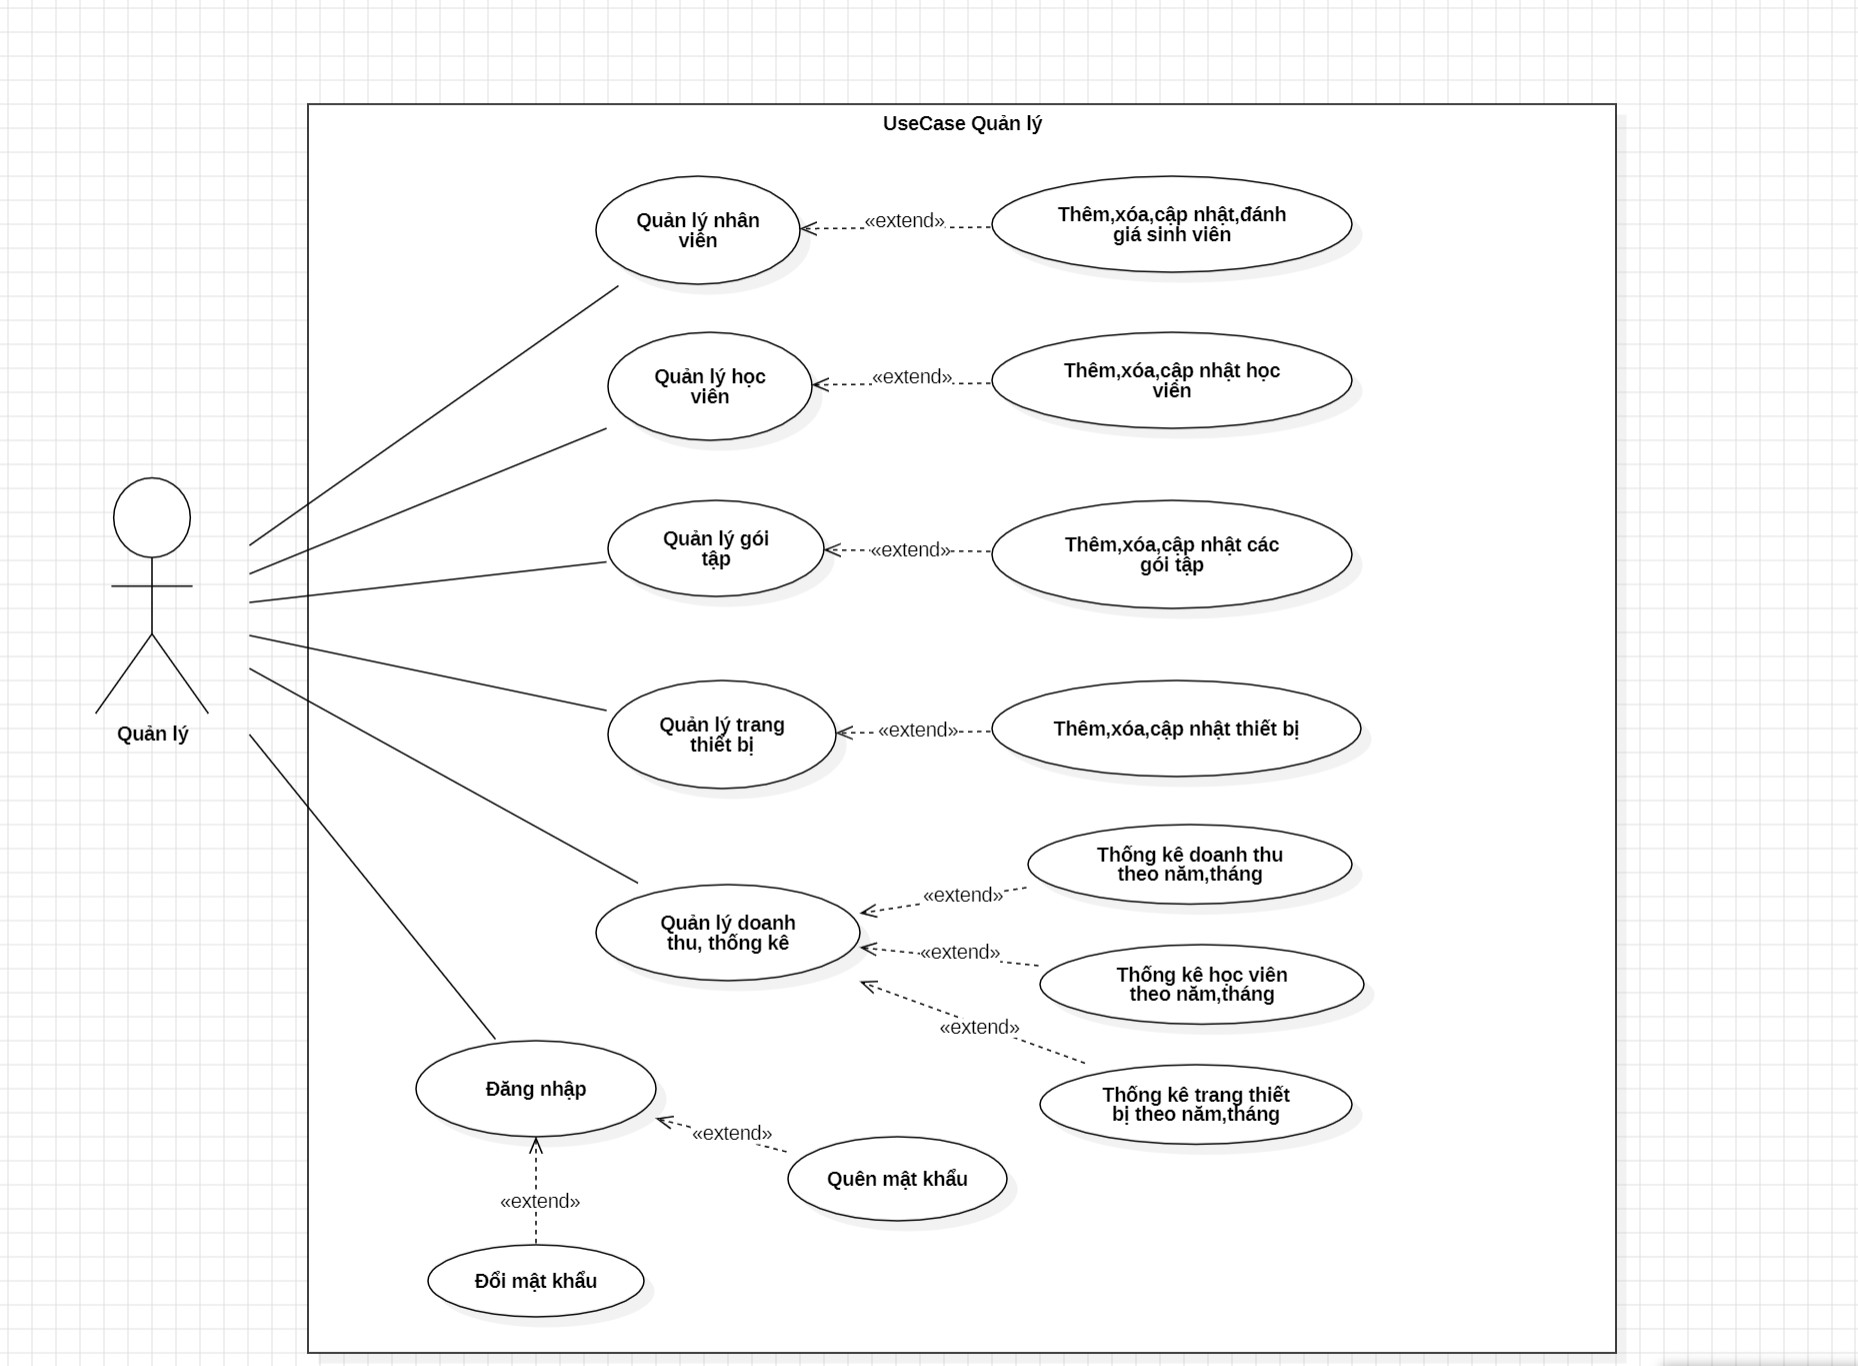 UseCase Quản lý
Quản lý nhân
viên
«extend»
Thêm,xóa,cập nhật,đánh
giá sinh viên
Quản lý học
viên
«extend»
Thêm,xóa,cập nhật học
viên
Quản lý gói
tập
«extend»
Thêm,xóa,cập nhật các
gói tập
Quản lý
Quản lý trang
thiết bị
«extend»
Thêm,xóa,cập nhật thiết bị
Quản lý doanh
thu, thống kê
«extend»
Thống kê doanh thu
theo năm,tháng
«extend»
Thống kê học viên
theo năm,tháng
«extend»
Thống kê trang thiết
bị theo năm,tháng
Đăng nhập
«extend»
Quên mật khẩu
«extend»
Đổi mật khẩu